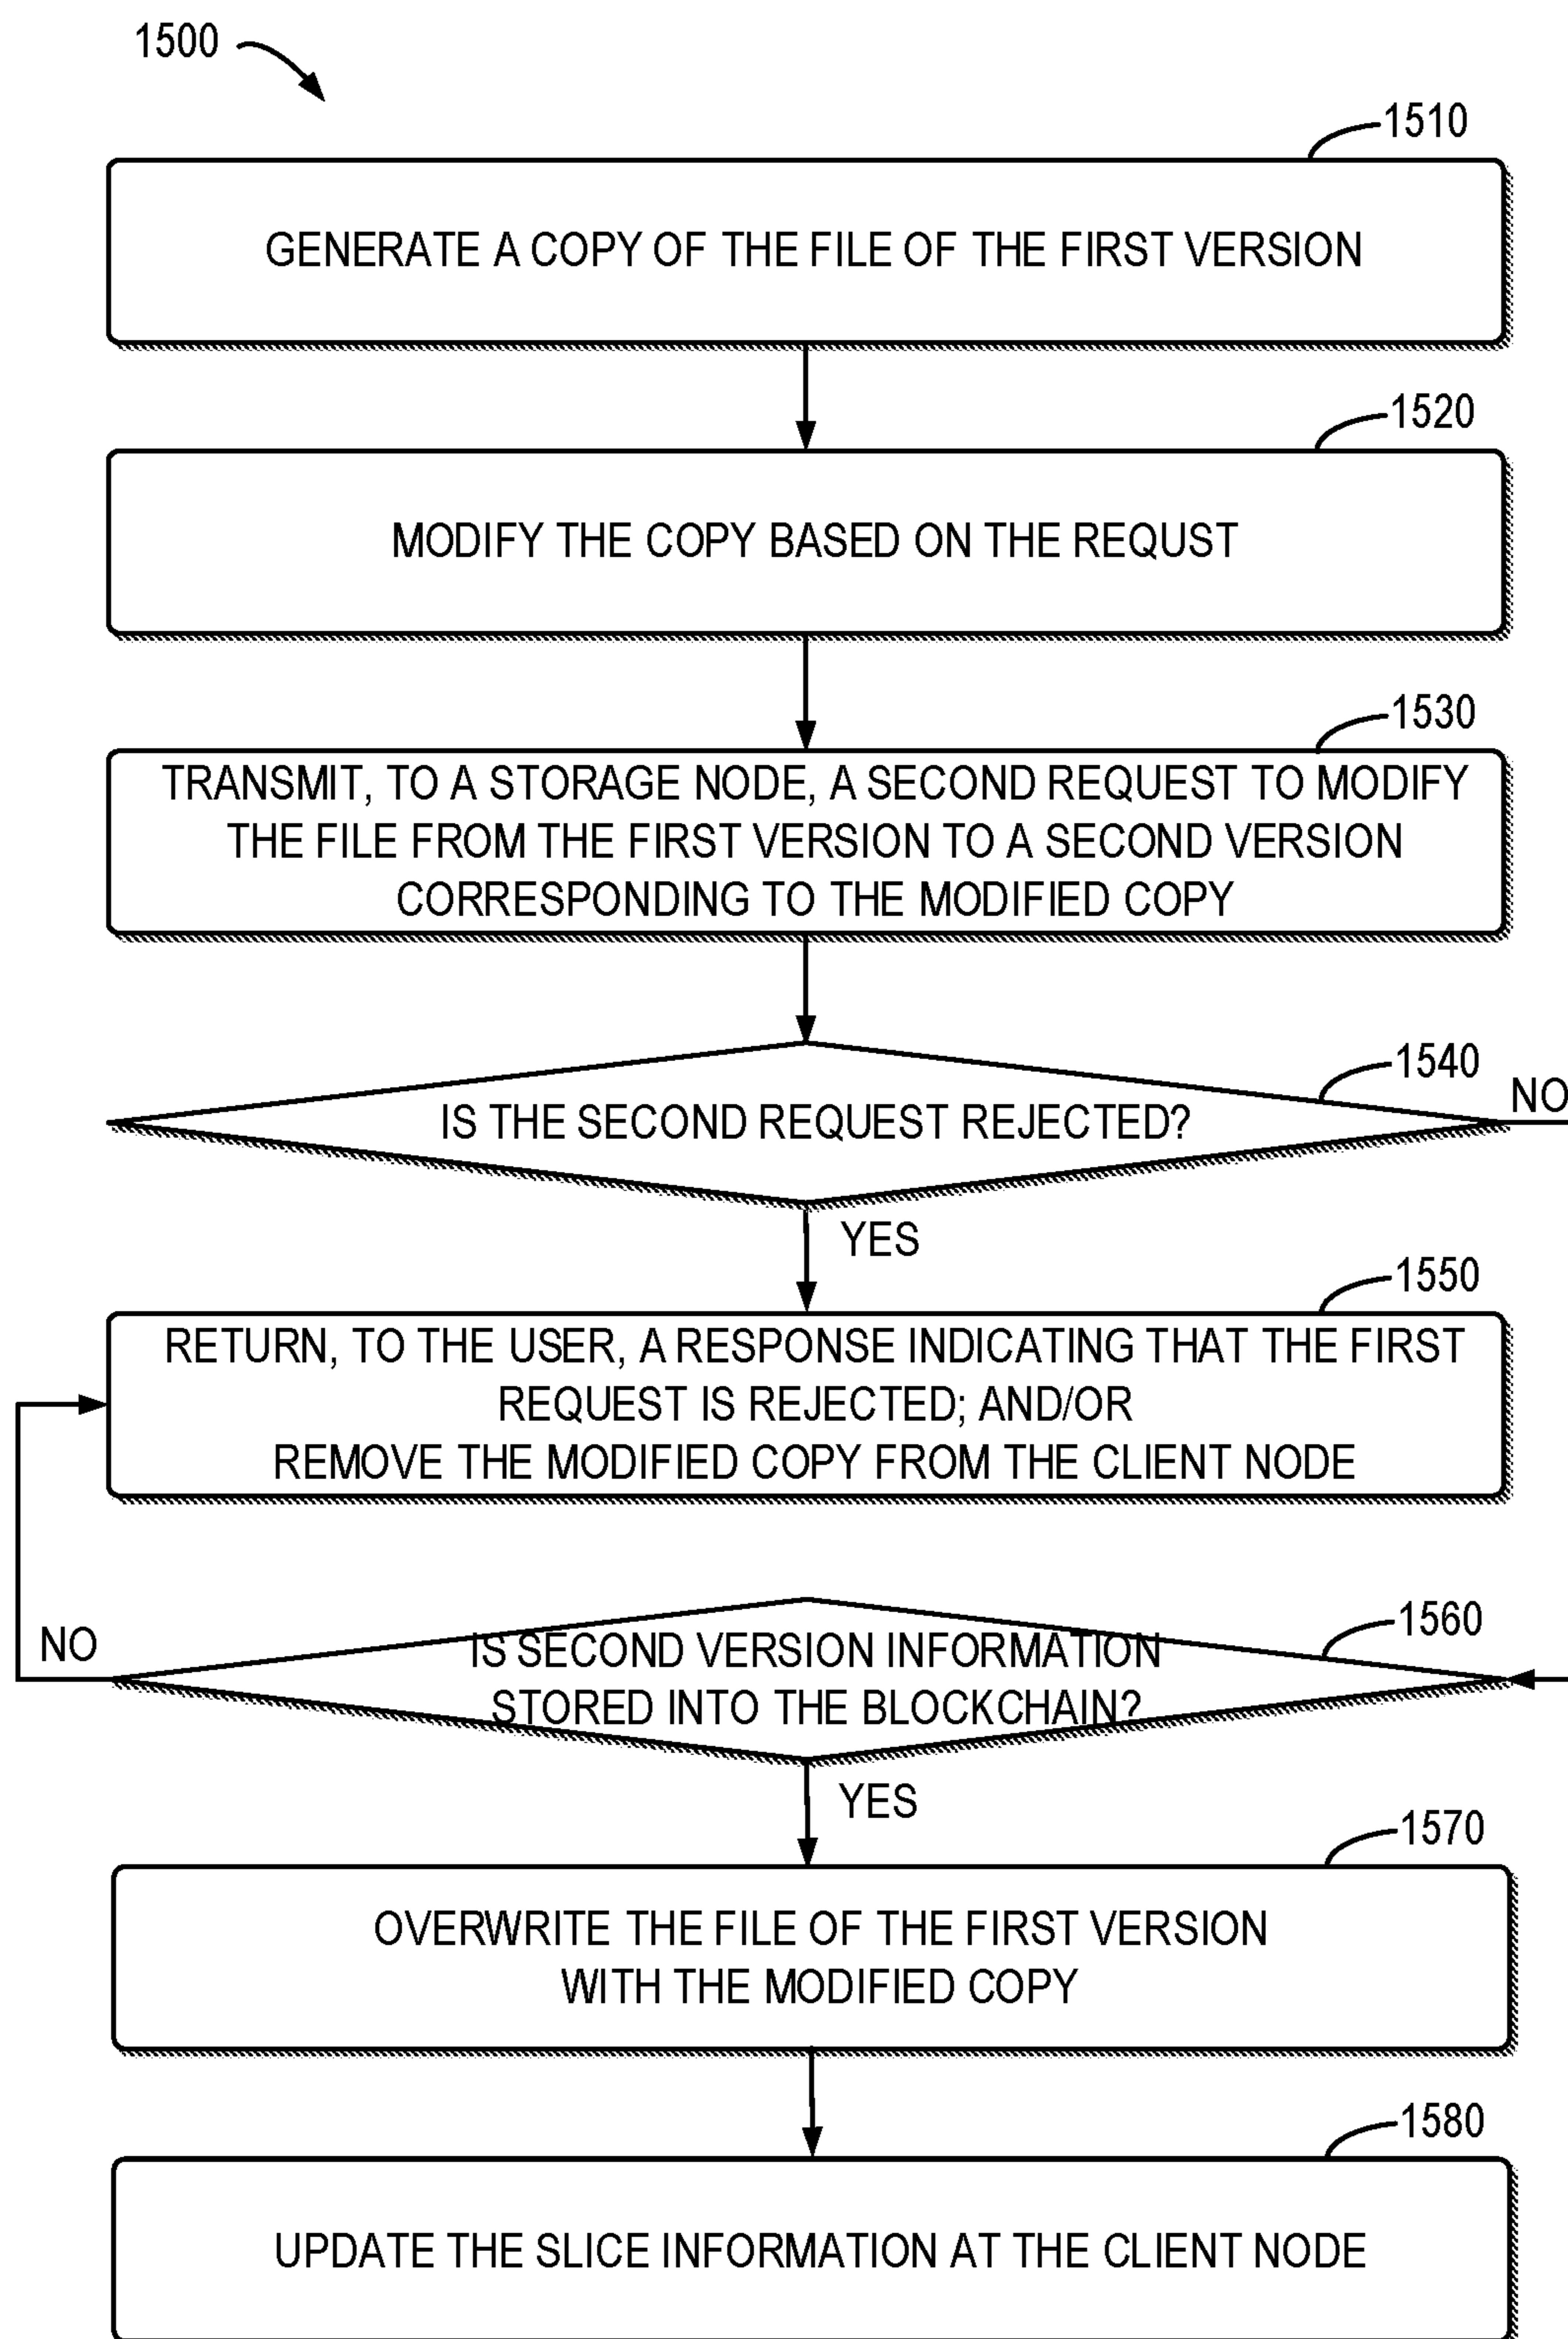 1500
1510
GENERATE A COPY OF THE FILE OF THE FIRST VERSION
1520
MODIFY THE COPY BASED ON THE REQUST
1530
TRANSMIT, TO A STORAGE NODE, A SECOND REQUEST TO MODIFY
THE FILE FROM THE FIRST VERSION TO A SECOND VERSION
CORRESPONDING TO THE MODIFIED COPY
1540
NO
IS THE SECOND REQUEST REJECTED?
YES
1550
RETURN, TO THE USER, A RESPONSE INDICATING THAT THE FIRST
REQUEST IS REJECTED; AND/OR
REMOVE THE MODIFIED COPY FROM THE CLIENT NODE
1560
NO
IS SECOND VERSION INFORMATION
STORED INTO THE BLOCKCHAIN?
YES
1570
OVERWRITE THE FILE OF THE FIRST VERSION
WITH THE MODIFIED COPY
1580
UPDATE THE SLICE INFORMATION AT THE CLIENT NODE